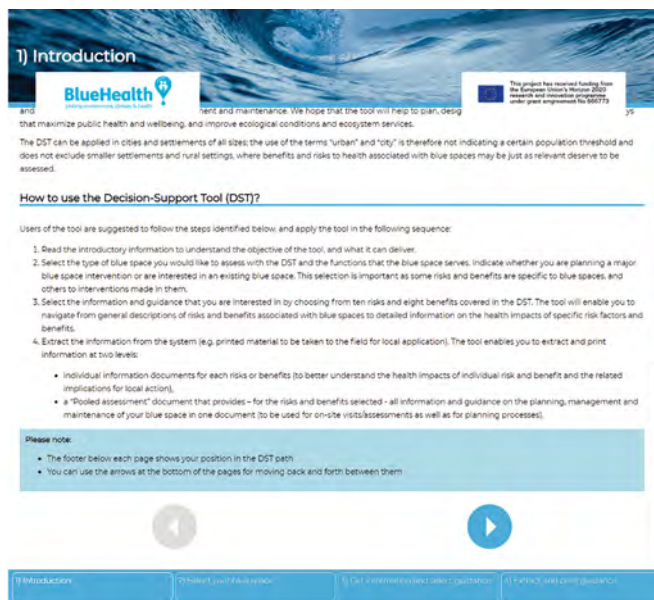 1) Introduction
BlueHealth
This project has received funding from
the European Union's Horizon 2020
research and innovation programme
under grant agreement No 666773
and
ment and maintenance. We hope that the tool will help to plan, desig
ys
that maximize public health and wellbeing, and improve ecological conditions and ecosystem services.
The DST can be applied in cities and settlements of all sizes; the use of the terms "urban" and "city" is therefore not indicating a certain population threshold and
does not exclude smaller settlements and rural settings, where benefits and risks to health associated with blue spaces may be just as relevant deserve to be
assessed.
How to use the Decision-Support Tool (DST)?
Users of the tool are suggested to follow the steps identified below, and apply the tool in the following sequence:
1. Read the introductory information to understand the objective of the tool, and what it can deliver.
2. Select the type of blue space you would like to assess with the DST and the functions that the blue space serves. Indicate whether you are planning a major
blue space intervention or are interested in an existing blue space. This selection is important as some risks and benefits are specific to blue spaces, and
others to interventions made in them.
3. Select the information and guidance that you are interested in by choosing from ten risks and eight benefits covered in the DST. The tool will enable you to
navigate from general descriptions of risks and benefits associated with blue spaces to detailed information on the health impacts of specific risk factors and
benefits.
4. Extract the information from the system (e.g. printed material to be taken to the field for local application). The tool enables you to extract and print
information at two levels:
• individual information documents for each risks or benefits (to better understand the health impacts of individual risk and benefit and the related
implications for local action),
• a "Pooled assessment" document that provides – for the risks and benefits selected - all information and guidance on the planning, management and
maintenance of your blue space in one document (to be used for on-site visits/assessments as well as for planning processes).
Please note:
• The footer below each page shows your position in the DST path
• You can use the arrows at the bottom of the pages for moving back and forth between them
1) Introduction
2) Select your blue space
3) Get information and select guidance
4) Extract and print guidance